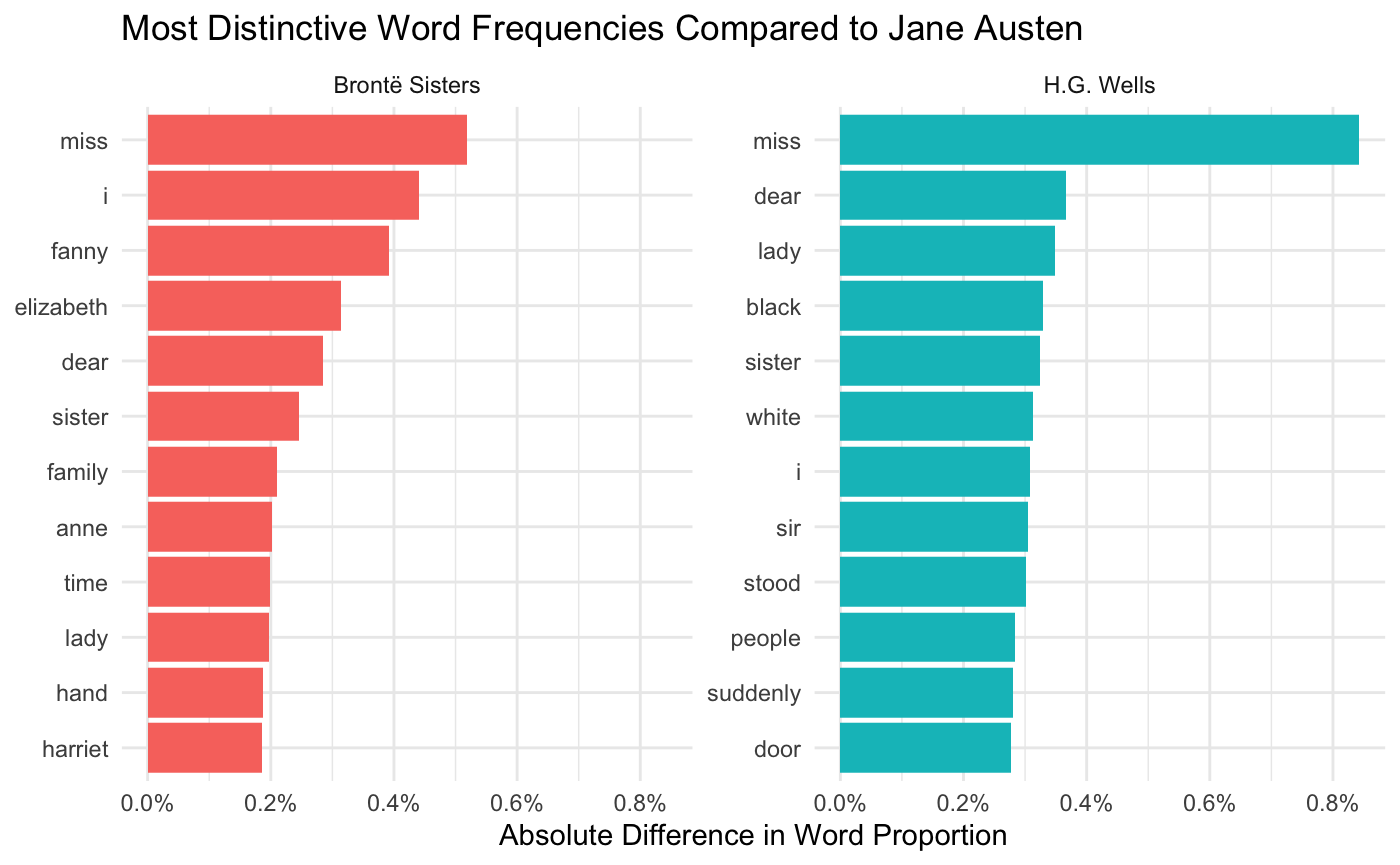 Most Distinctive Word Frequencies Compared to Jane Austen
Brontë Sisters
miss
i
fanny
elizabeth
dear
sister
family
anne
time
lady
hand
harriet
0.0% 0.2% 0.4% 0.6% 0.8%
H.G. Wells
miss
dear
lady
black
sister
white
i
sir
stood
people
suddenly
door
0.0% 0.2% 0.4% 0.6% 0.8%
Absolute Difference in Word Proportion